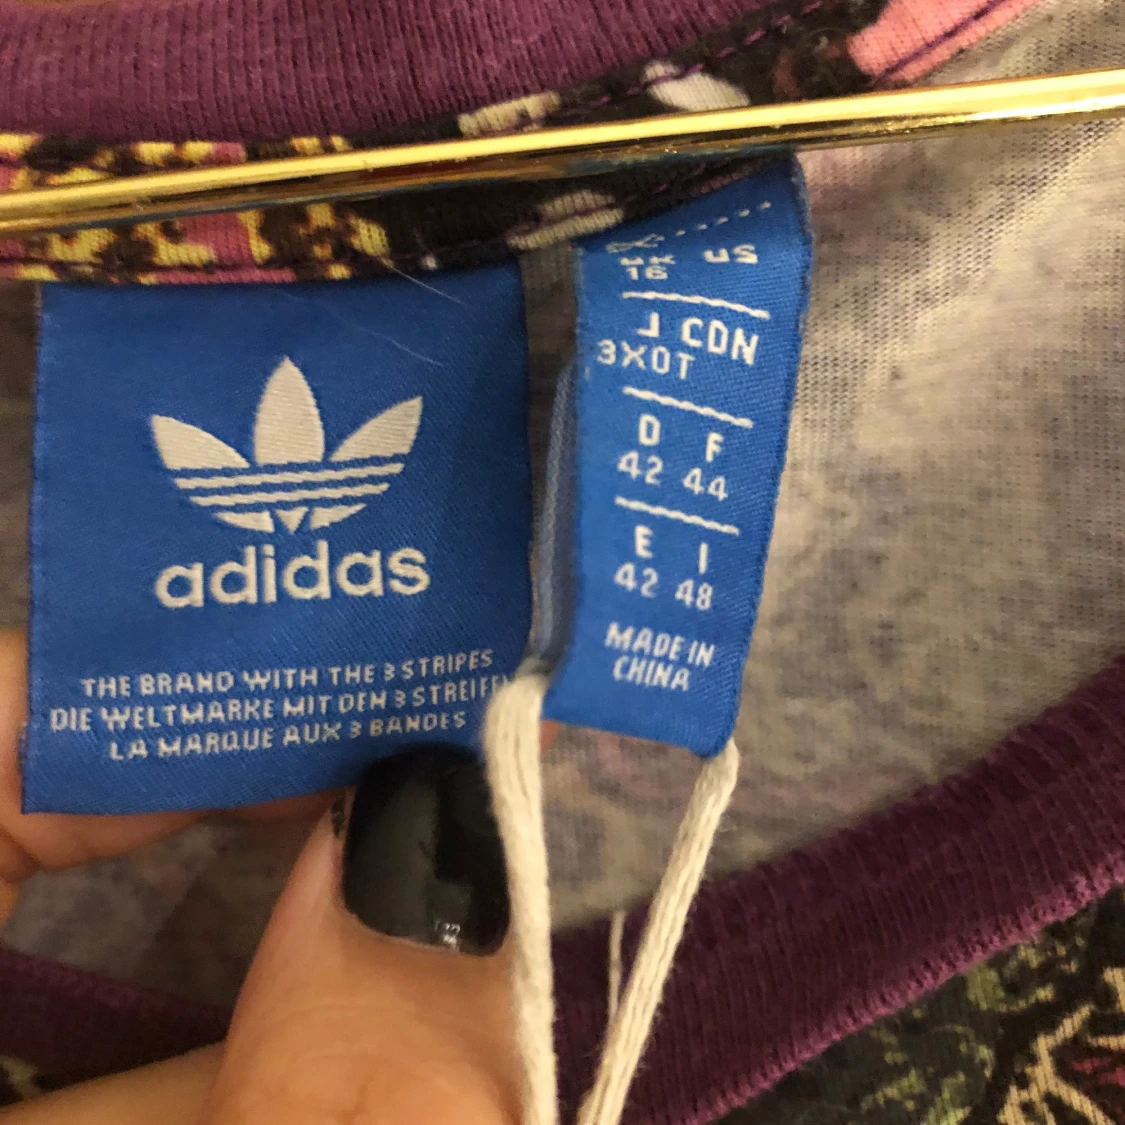 adidas
THE BRAND WITH THE 3 STRIPES
DIE WELTMARKE MIT DEN 3 STREIFEN
LA MARQUE AUX 3 BANDES
UK US
16
J CDN
3XOT
D F
42 44
E I
42 48
MADE IN
CHINA